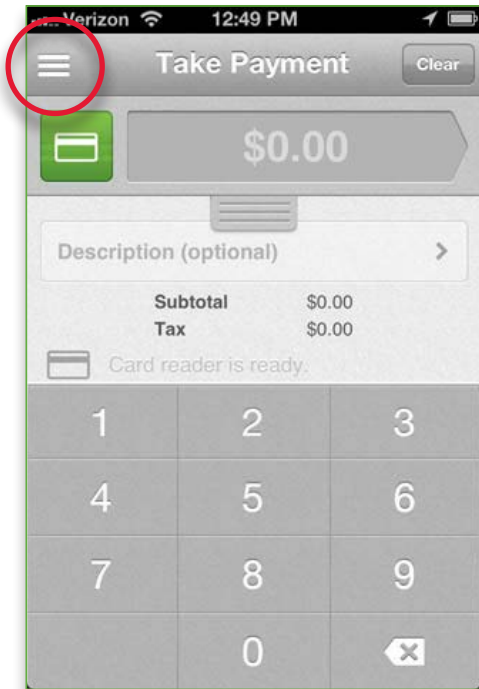 Verizon 12:49 PM
Take Payment Clear
$0.00
Description (optional)
Subtotal $0.00
Tax $0.00
Card reader is ready.
1 2 3
4 5 6
7 8 9
0